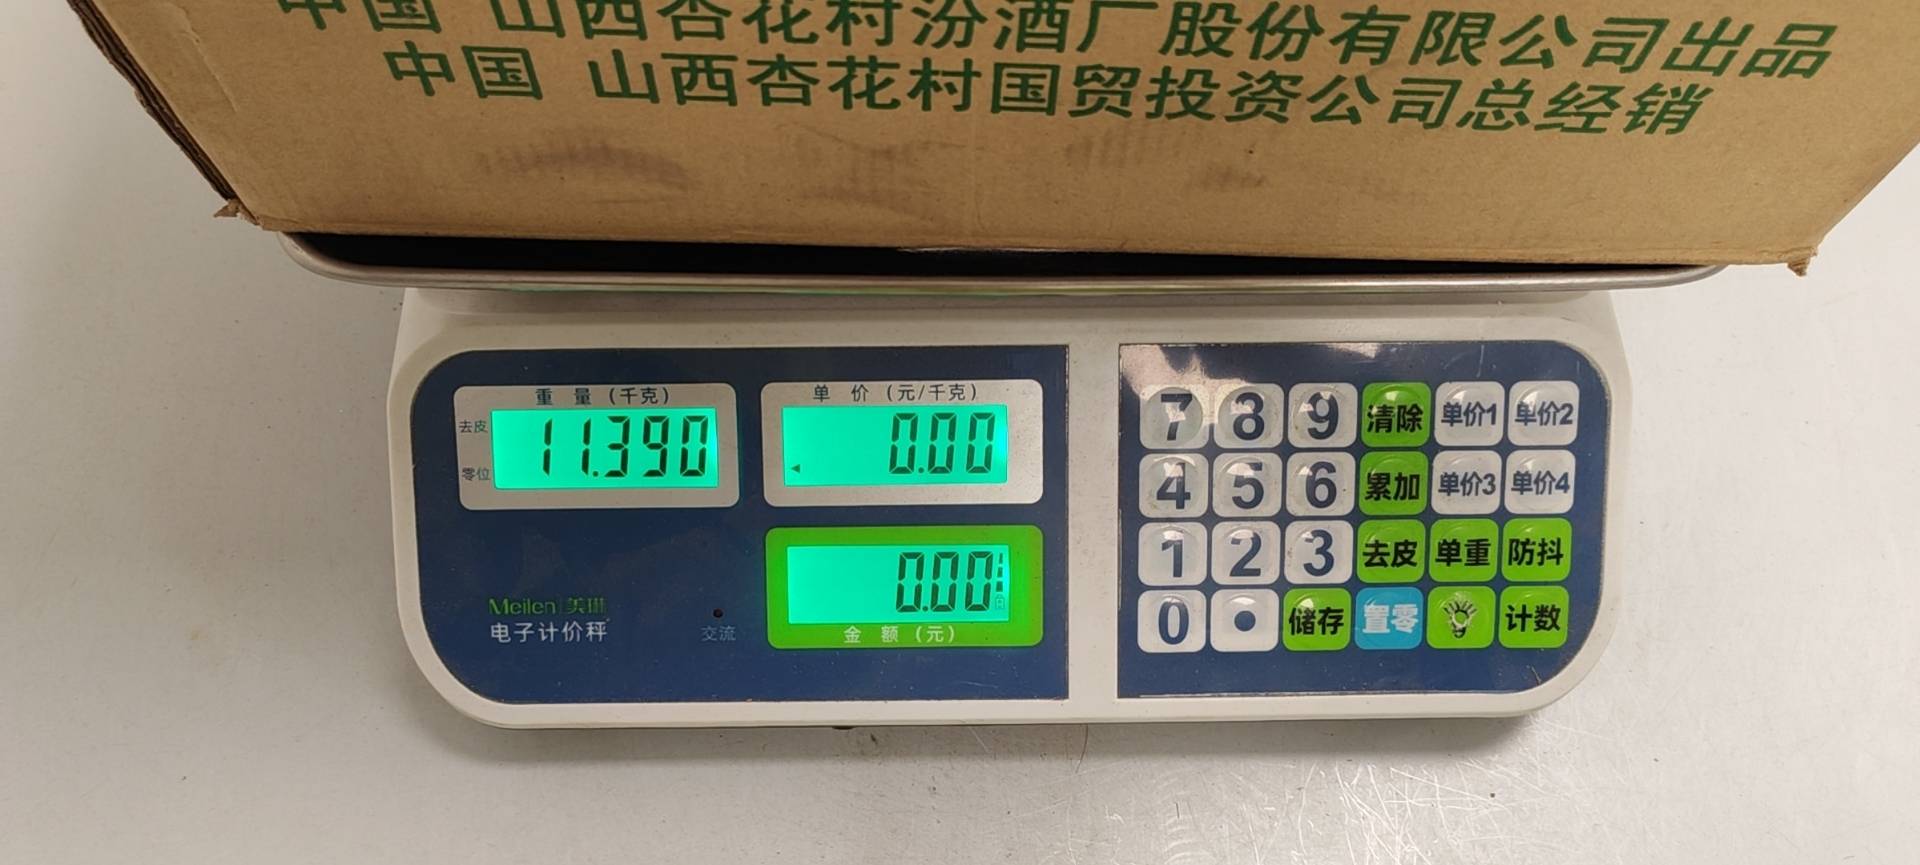 中国 山西杏花村汾酒厂股份有限公司出品
中国 山西杏花村国贸投资公司总经销
重 量 (千克)
去皮
零位
11.390
单 价 (元/千克)
0.00
0.00
金 额 (元)
Meilen 美琳
电子计价秤
交流
7 8 9 清除 单价1 单价2
4 5 6 累加 单价3 单价4
1 2 3 去皮 单重 防抖
0 • 储存 置零 计数